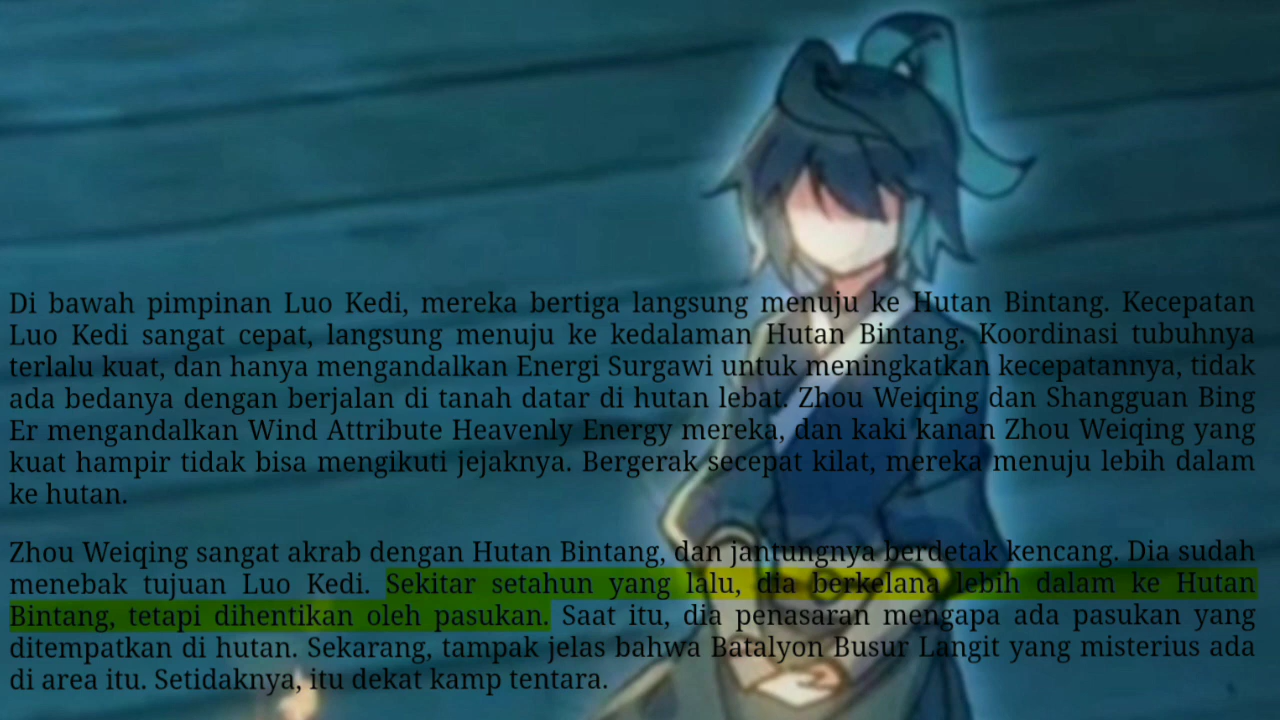 Di bawah pimpinan Luo Kedi, mereka bertiga langsung menuju ke Hutan Bintang. Kecepatan
Luo Kedi sangat cepat, langsung menuju ke kedalaman Hutan Bintang. Koordinasi tubuhnya
terlalu kuat, dan hanya mengandalkan Energi Surgawi untuk meningkatkan kecepatannya, tidak
ada bedanya dengan berjalan di tanah datar di hutan lebat. Zhou Weiqing dan Shangguan Bing
Er mengandalkan Wind Attribute Heavenly Energy mereka, dan kaki kanan Zhou Weiqing yang
kuat hampir tidak bisa mengikuti jejaknya. Bergerak secepat kilat, mereka menuju lebih dalam
ke hutan.
Zhou Weiqing sangat akrab dengan Hutan Bintang, dan jantungnya berdetak kencang. Dia sudah
menebak tujuan Luo Kedi. Sekitar setahun yang lalu, dia berkelana lebih dalam ke Hutan
Bintang, tetapi dihentikan oleh pasukan. Saat itu, dia penasaran mengapa ada pasukan yang
ditempatkan di hutan. Sekarang, tampak jelas bahwa Batalyon Busur Langit yang misterius ada
di area itu. Setidaknya, itu dekat kamp tentara.